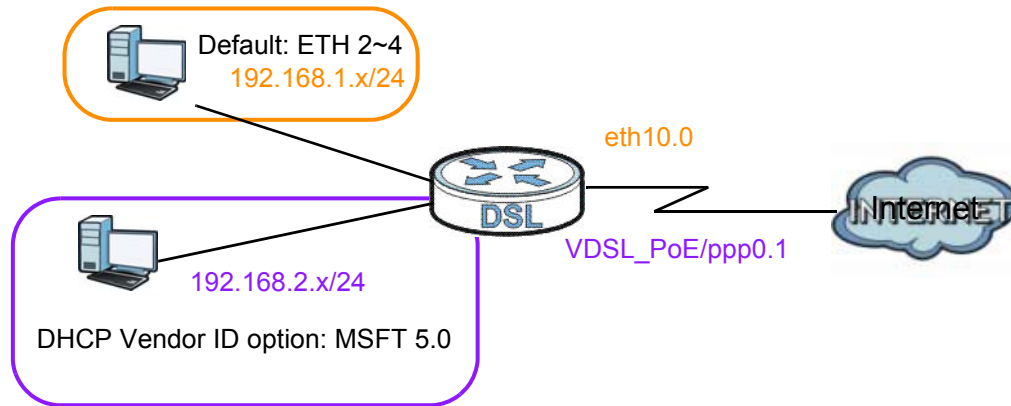 Default: ETH 2~4
192.168.1.x/24
eth10.0
DSL
Internet
INTERNET
VDSL_PoE/ppp0.1
192.168.2.x/24
DHCP Vendor ID option: MSFT 5.0